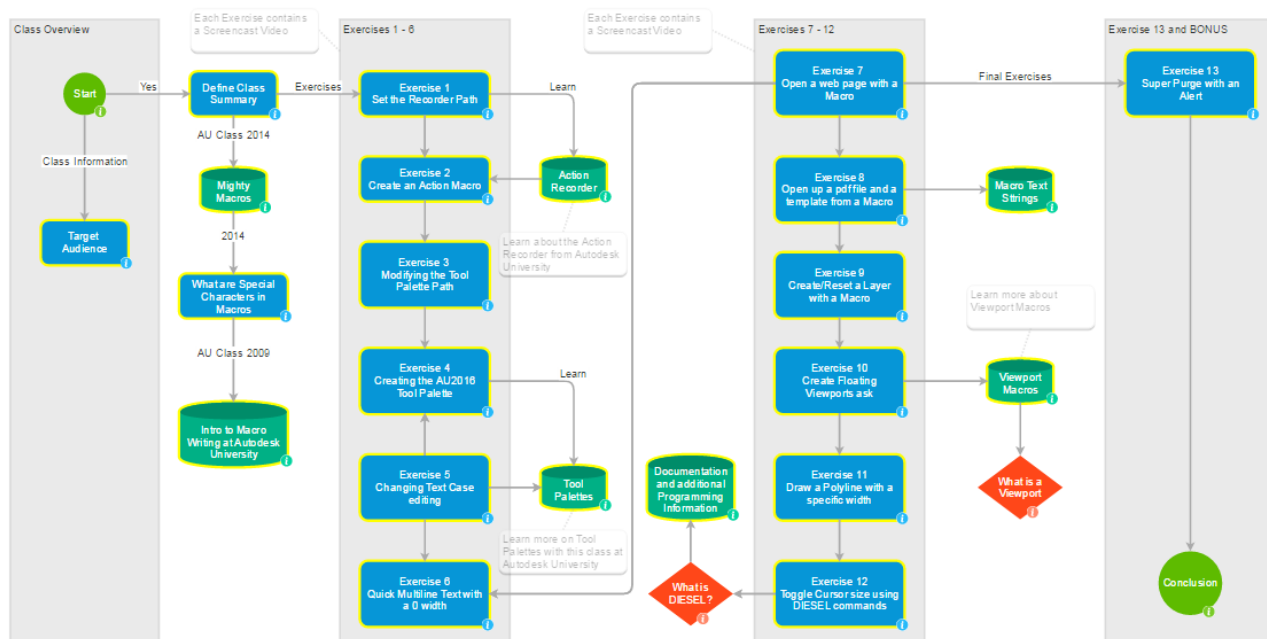 Class Overview
Start
Class Information
Target
Audience
Yes
Define Class
Summary
AU Class 2014
Mighty
Macros
2014
What are Special
Characters in
Macros
AU Class 2009
Intro to Macro
Writing at Autodesk
University
Exercises
Each Exercise contains
a Screencast Video
Exercises 1 - 6
Exercise 1
Set the Recorder Path
Learn
Exercise 2
Create an Action Macro
Action
Recorder
Learn about the Action
Recorder from Autodesk
University
Exercise 3
Modifying the Tool
Palette Path
Exercise 4
Creating the AU2016
Tool Palette
Learn
Exercise 5
Changing Text Case
editing
Tool
Palettes
Learn more on Tool
Palettes with this class at
Autodesk University
Exercise 6
Quick Multiline Text with
a 0 width
Each Exercise contains
a Screencast Video
Exercises 7 - 12
Exercise 7
Open a web page with a
Macro
Final Exercises
Exercise 8
Open up a pdf file and a
template from a Macro
Macro Text
Strings
Exercise 9
Create/Reset a Layer
with a Macro
Learn more about
Viewport Macros
Exercise 10
Create Floating
Viewports ask
Viewport
Macros
What is a
Viewport
Exercise 11
Draw a Polyline with a
specific width
Documentation
and additional
Programming
Information
Exercise 12
Toggle Cursor size using
DIESEL commands
What is
DIESEL?
Exercise 13 and BONUS
Exercise 13
Super Purge with an
Alert
Conclusion